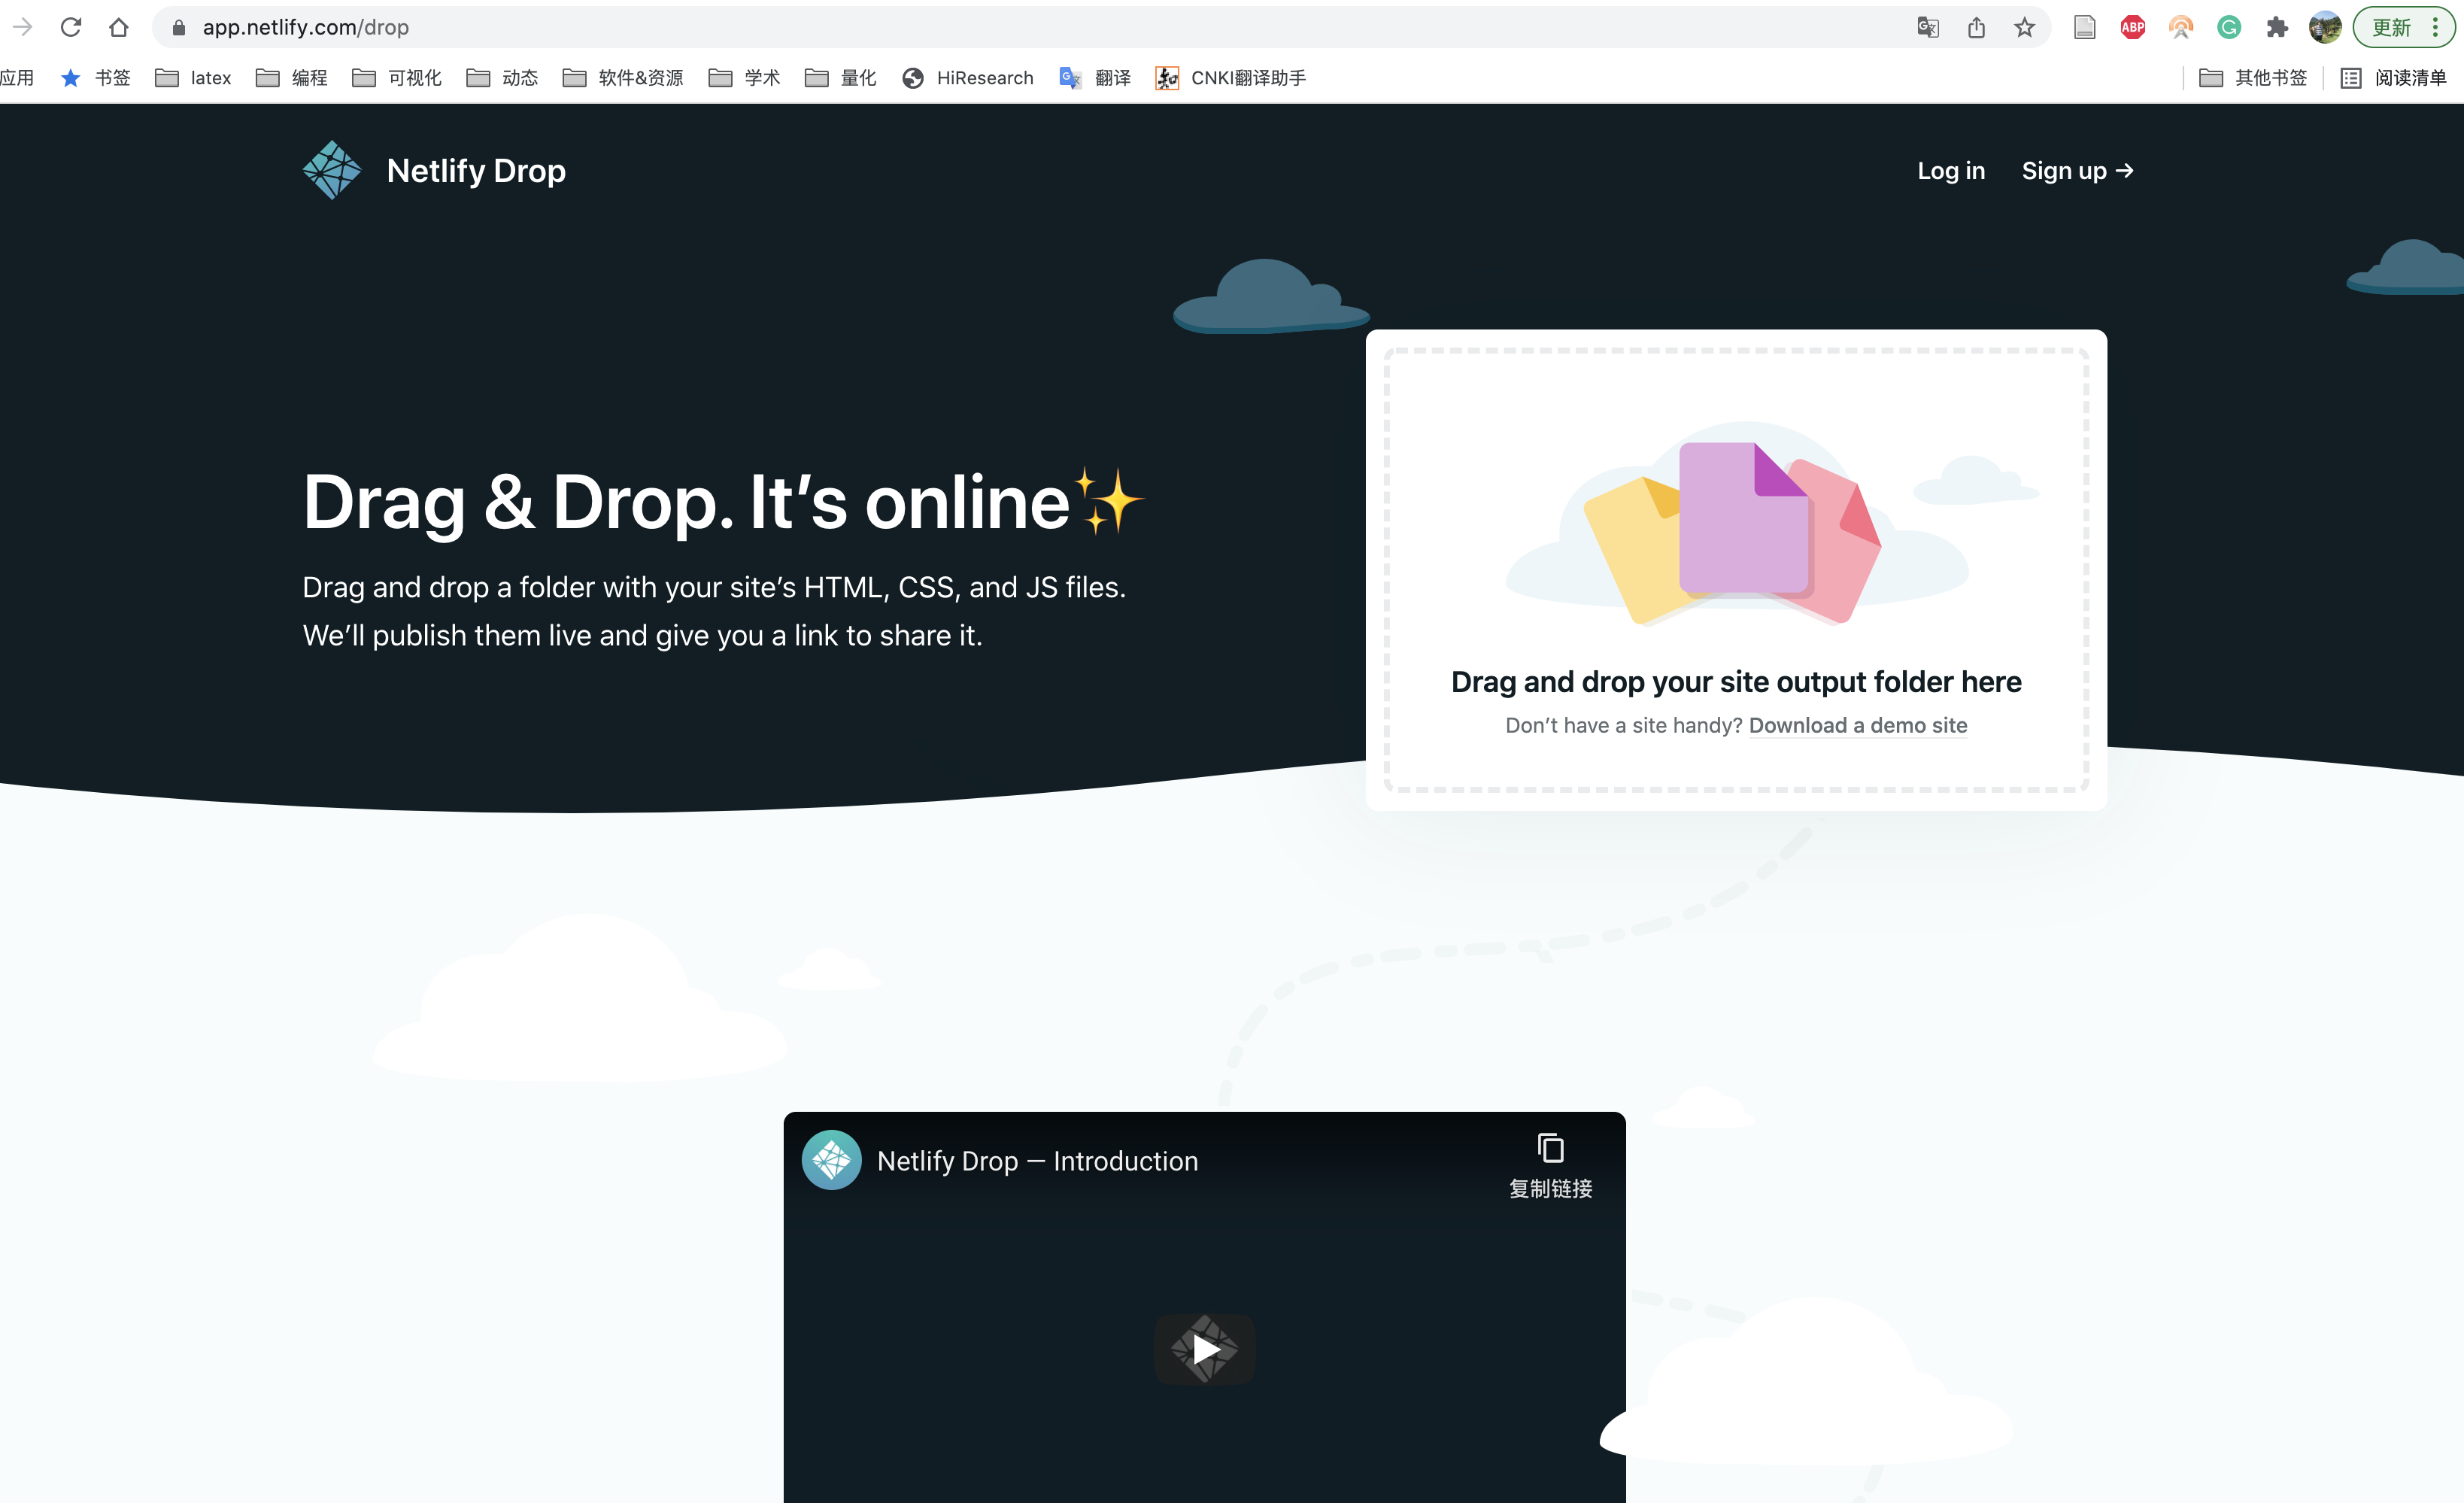 app.netlify.com/drop
ABP
更新
应用
书签
latex
编程
可视化
动态
软件&资源
学术
量化
HiResearch
翻译
CNKI翻译助手
其他书签
阅读清单
Netlify Drop
Log in
Sign up →
Drag & Drop. It’s online✨
Drag and drop a folder with your site’s HTML, CSS, and JS files.
We’ll publish them live and give you a link to share it.
Drag and drop your site output folder here
Don’t have a site handy? Download a demo site
Netlify Drop — Introduction
复制链接